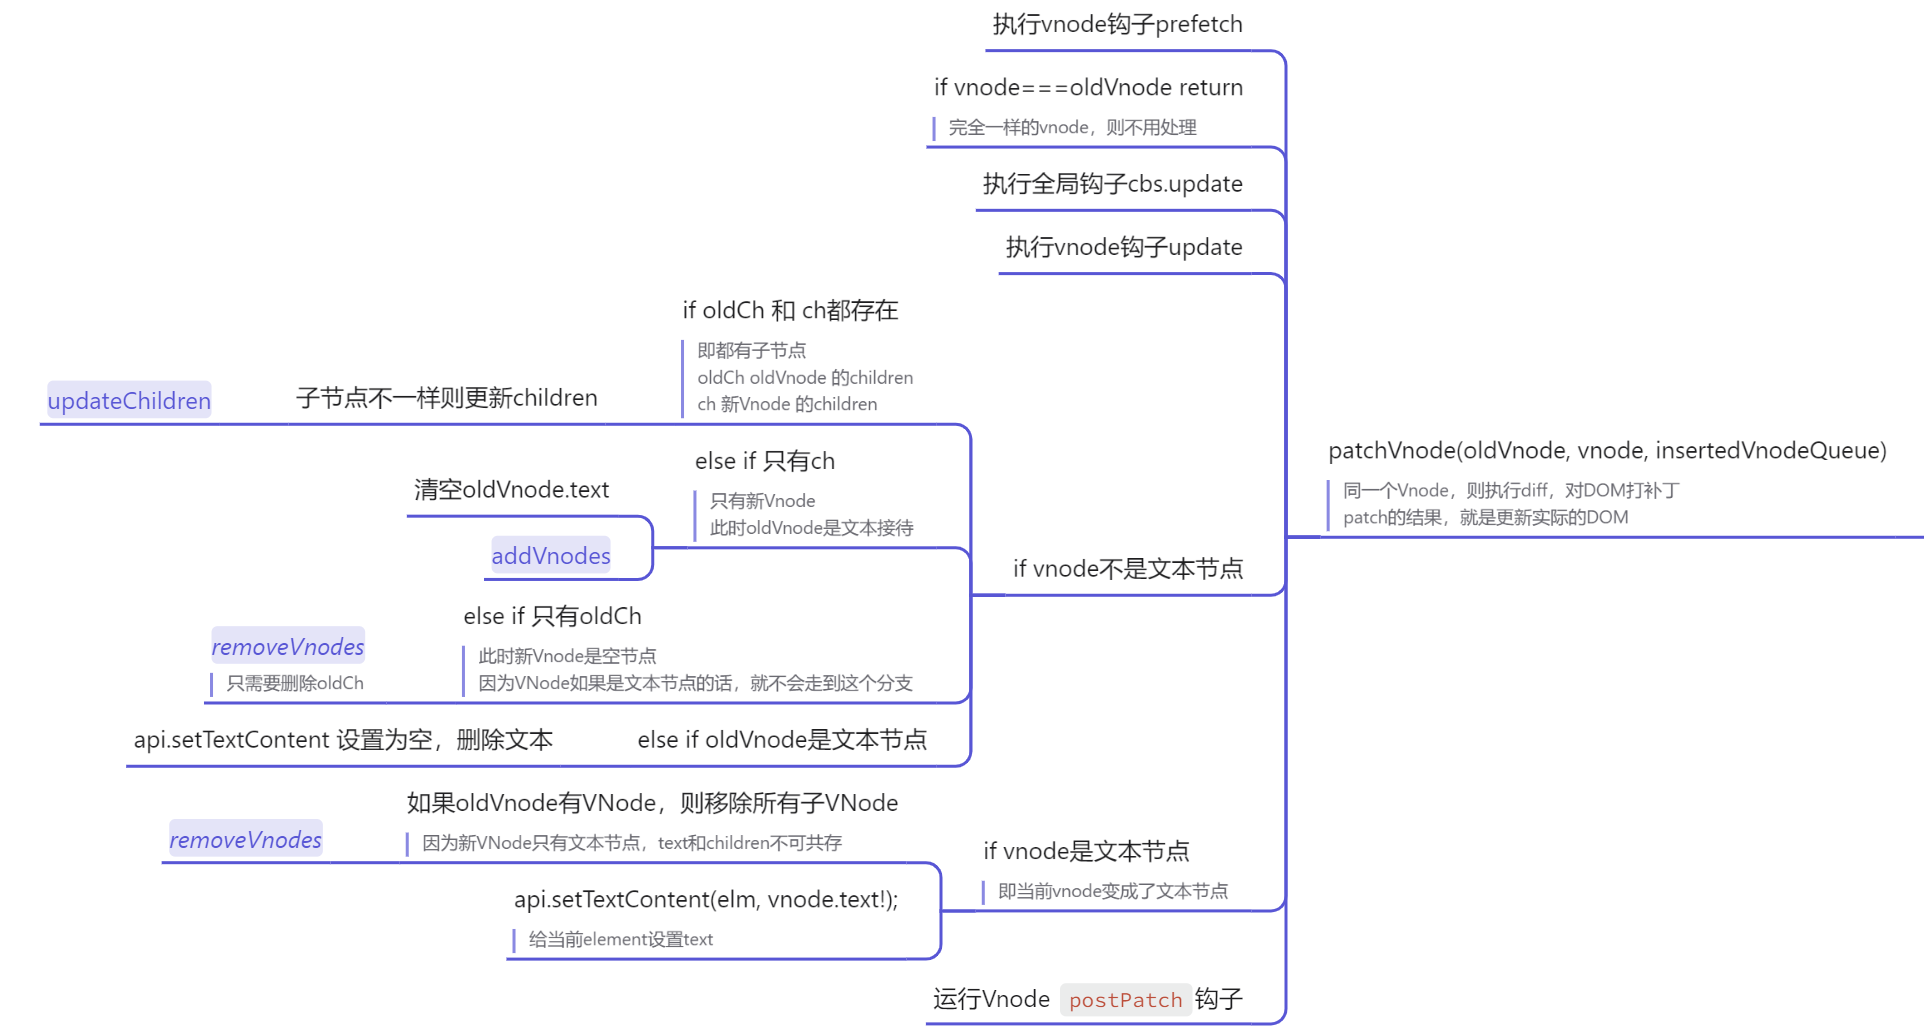 执行vnode钩子prefetch
if vnode===oldVnode return
完全一样的vnode，则不用处理
执行全局钩子cbs.update
执行vnode钩子update
if oldCh 和 ch都存在
即都有子节点
oldCh oldVnode 的children
ch 新Vnode 的children
子节点不一样则更新children
updateChildren
else if 只有ch
只有新Vnode
此时oldVnode是文本接待
清空oldVnode.text
addVnodes
patchVnode(oldVnode, vnode, insertedVnodeQueue)
同一个Vnode，则执行diff，对DOM打补丁
patch的结果，就是更新实际的DOM
if vnode不是文本节点
else if 只有oldCh
此时新Vnode是空节点
因为VNode如果是文本节点的话，就不会走到这个分支
removeVnodes
只需要删除oldCh
api.setTextContent 设置为空，删除文本
else if oldVnode是文本节点
如果oldVnode有VNode，则移除所有子VNode
因为新VNode只有文本节点，text和children不可共存
removeVnodes
if vnode是文本节点
即当前vnode变成了文本节点
api.setTextContent(elm, vnode.text!);
给当前element设置text
运行Vnode postPatch 钩子